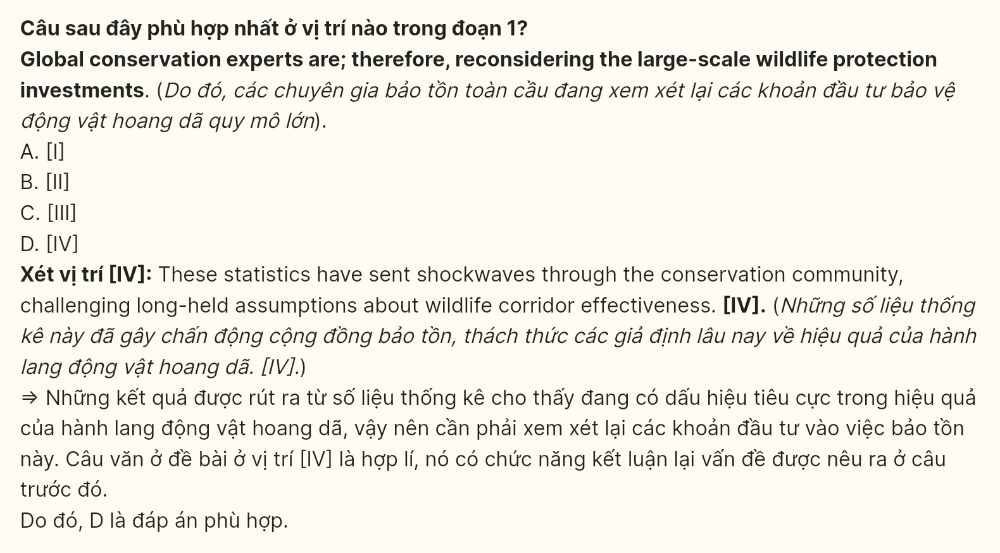 Câu sau đây phù hợp nhất ở vị trí nào trong đoạn 1?
Global conservation experts are; therefore, reconsidering the large-scale wildlife protection
investments. (Do đó, các chuyên gia bảo tồn toàn cầu đang xem xét lại các khoản đầu tư bảo vệ
động vật hoang dã quy mô lớn).
A. [I]
B. [II]
C. [III]
D. [IV]
Xét vị trí [IV]: These statistics have sent shockwaves through the conservation community,
challenging long-held assumptions about wildlife corridor effectiveness. [IV]. (Những số liệu thống
kê này đã gây chấn động cộng đồng bảo tồn, thách thức các giả định lâu nay về hiệu quả của hành
lang động vật hoang dã. [IV].)
⇒ Những kết quả được rút ra từ số liệu thống kê cho thấy đang có dấu hiệu tiêu cực trong hiệu quả
của hành lang động vật hoang dã, vậy nên cần phải xem xét lại các khoản đầu tư vào việc bảo tồn
này. Câu văn ở đề bài ở vị trí [IV] là hợp lí, nó có chức năng kết luận lại vấn đề được nêu ra ở câu
trước đó.
Do đó, D là đáp án phù hợp.